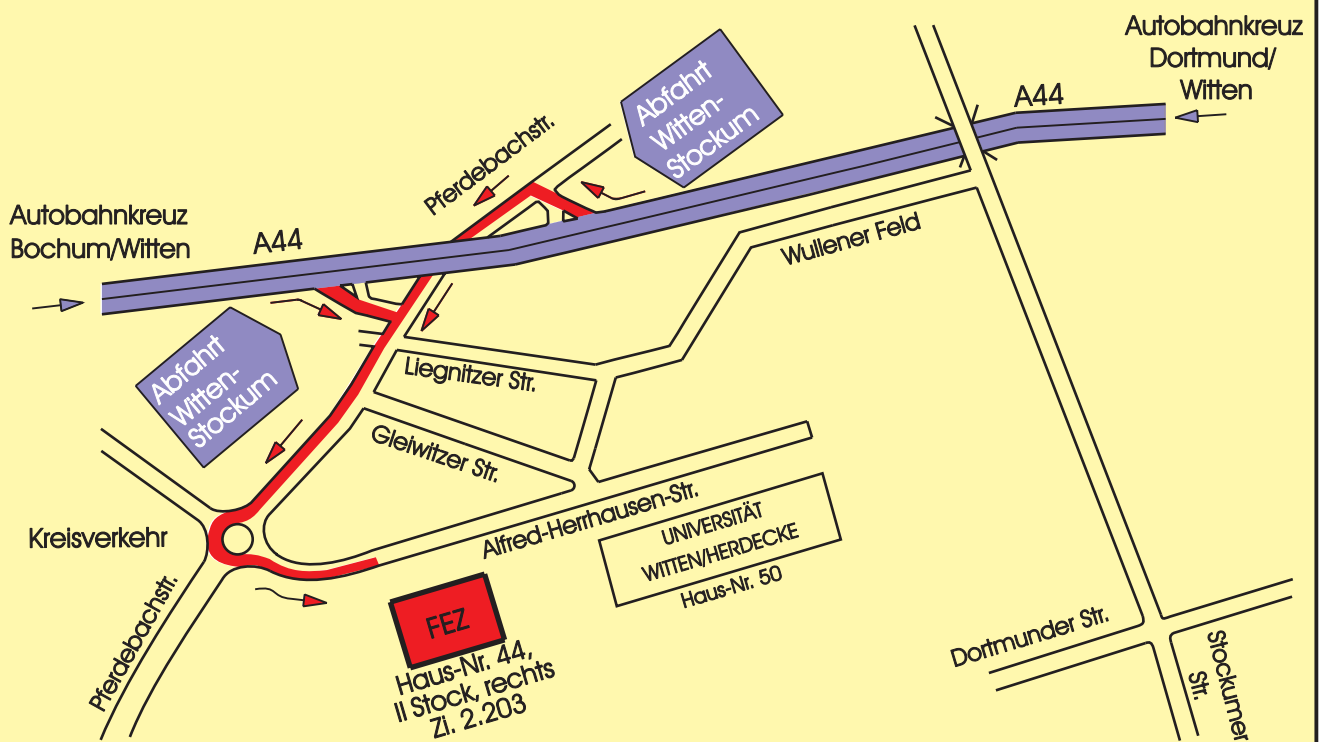 Autobahnkreuz
Dortmund/
Witten
A44
Abfahrt
Witten-
Stockum
Pferdebachstr.
Autobahnkreuz
Bochum/Witten
A44
Wullener Feld
Abfahrt
Witten-
Stockum
Liegnitzer Str.
Gleiwitzer Str.
Alfred-Herrhausen-Str.
UNIVERSITÄT
WITTEN/HERDECKE
Haus-Nr. 50
Kreisverkehr
Pferdebachstr.
FEZ
Haus-Nr. 44,
II Stock, rechts
Zi. 2.203
Dortmunder Str.
Stockumer
Str.